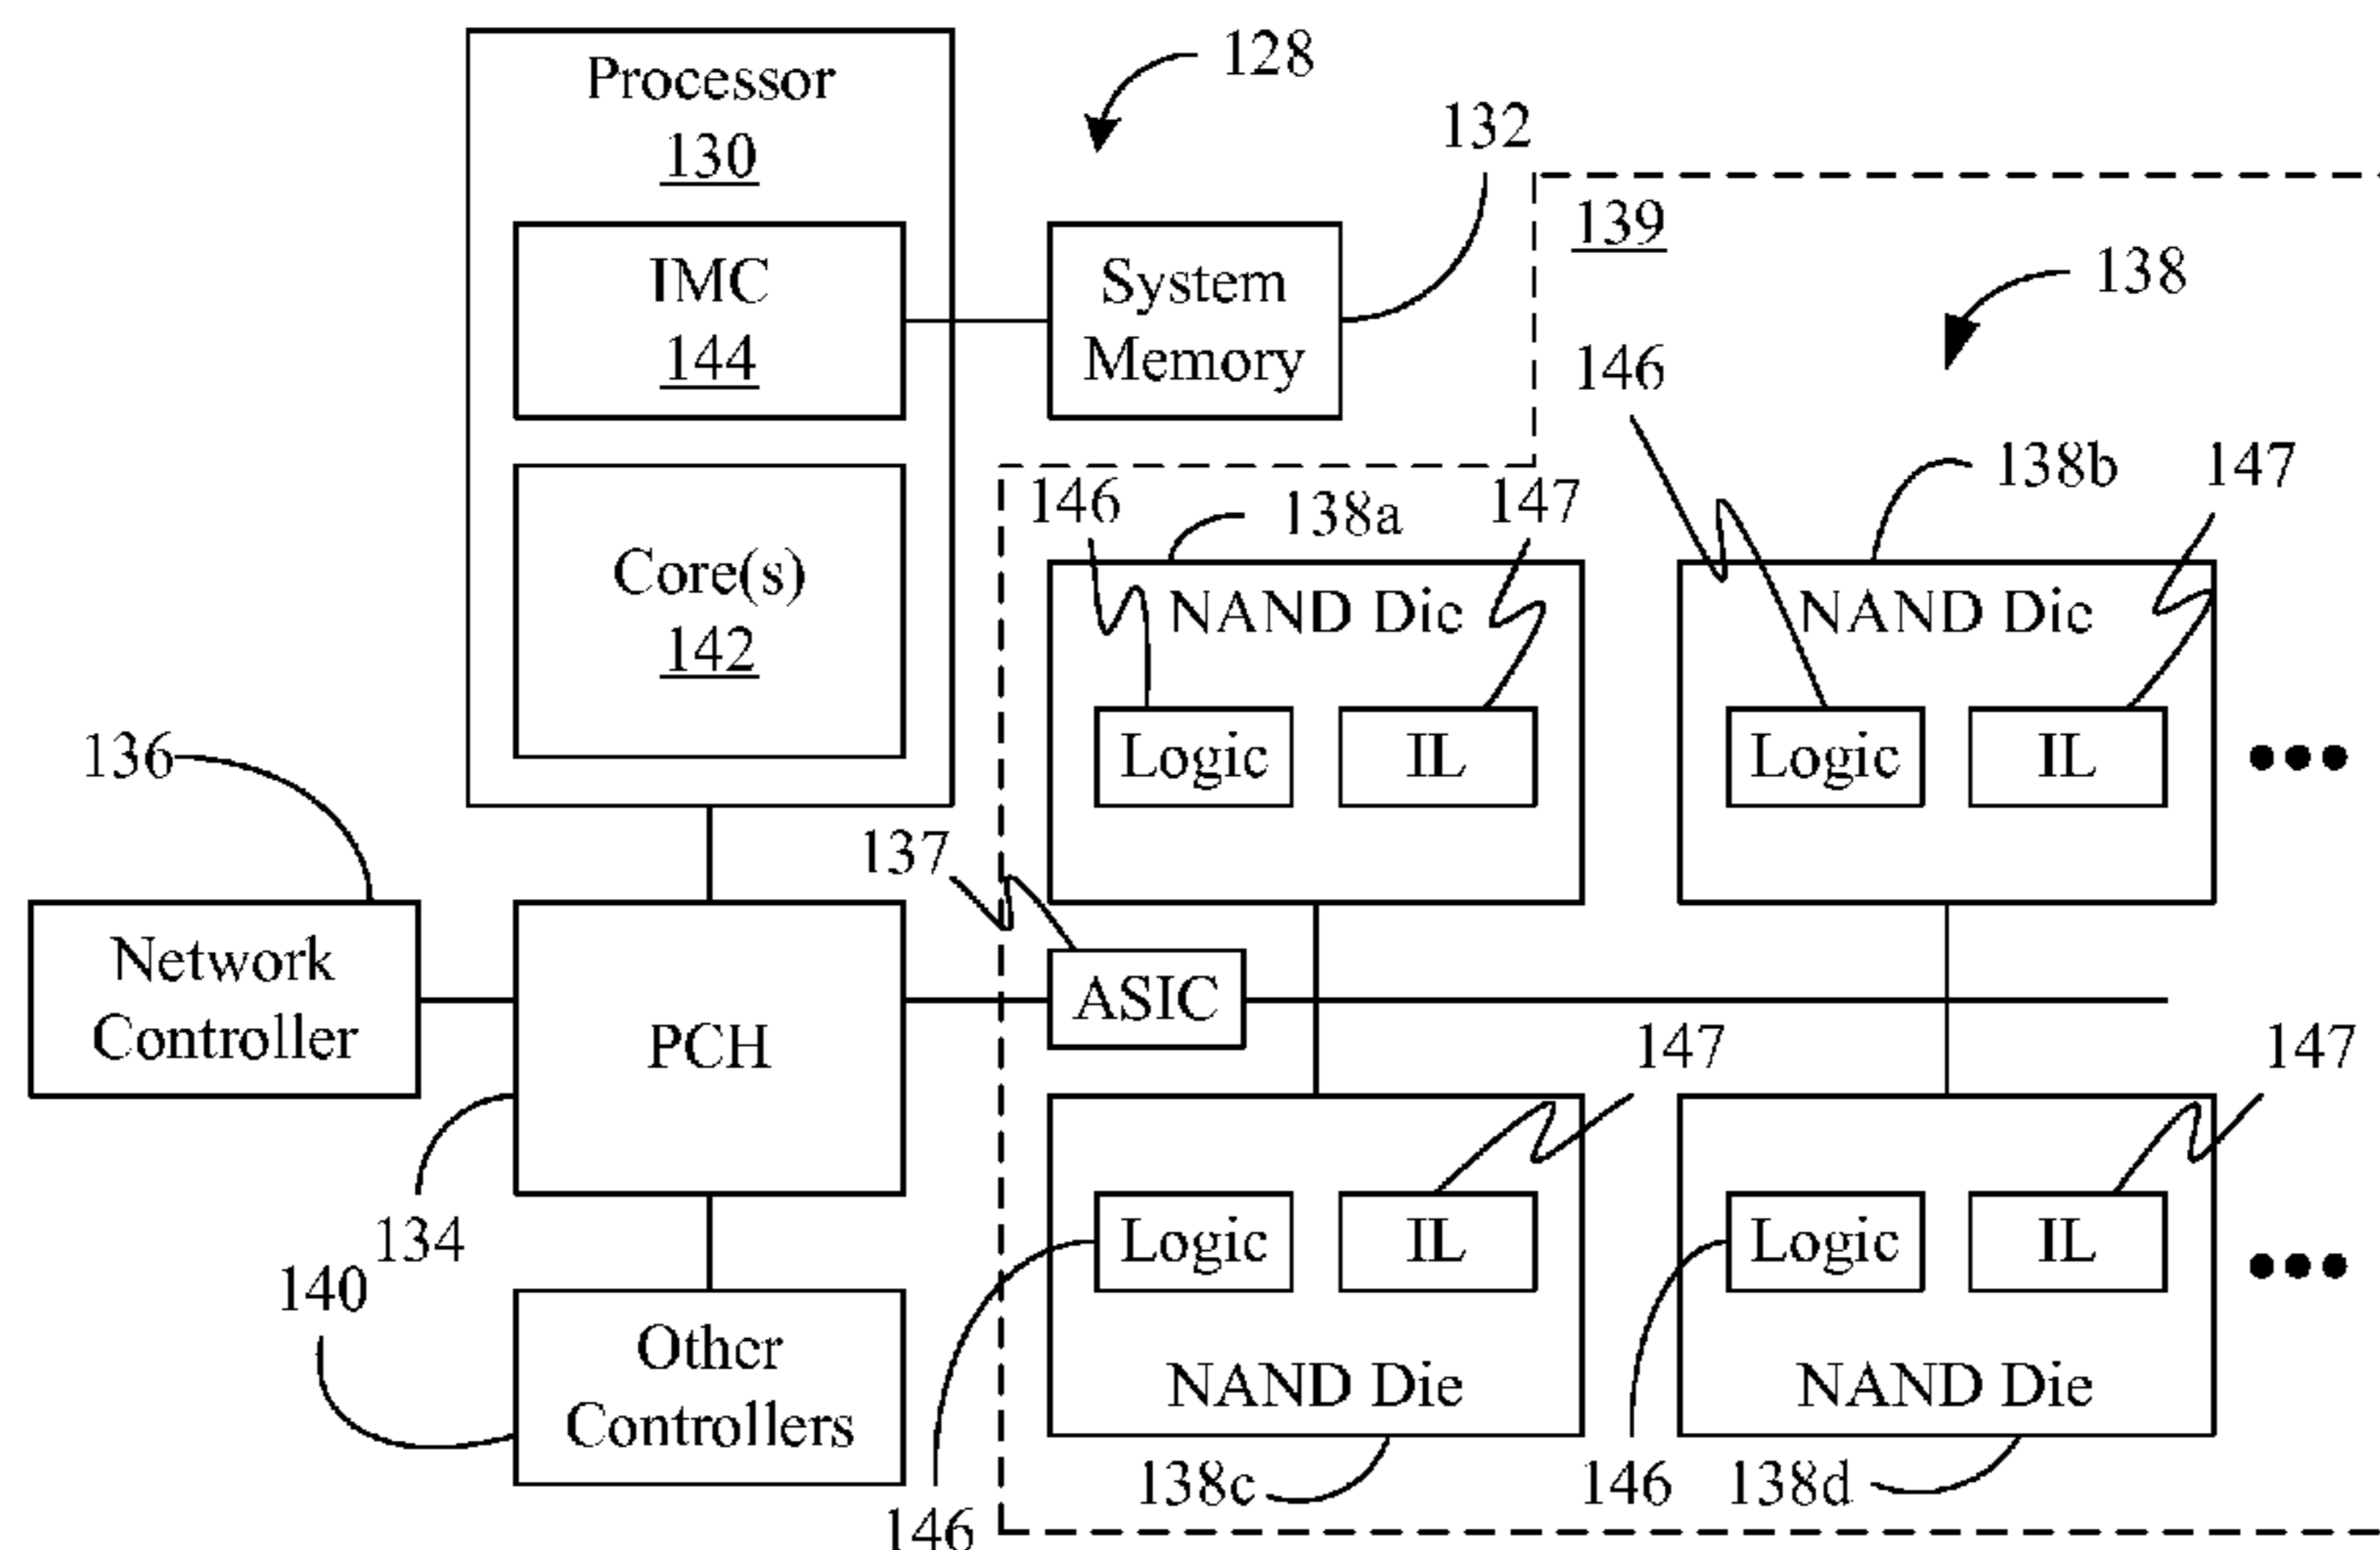 Processor
130
IMC
144
Core(s)
142
128
132
System
Memory
139
138
146
138b
147
146
138a
147
NAND Die
Logic
IL
NAND Die
Logic
IL
•••
136
137
Network
Controller
PCH
ASIC
134
140
Other
Controllers
147
147
Logic
IL
NAND Die
Logic
IL
NAND Die
•••
146
138c
146
138d